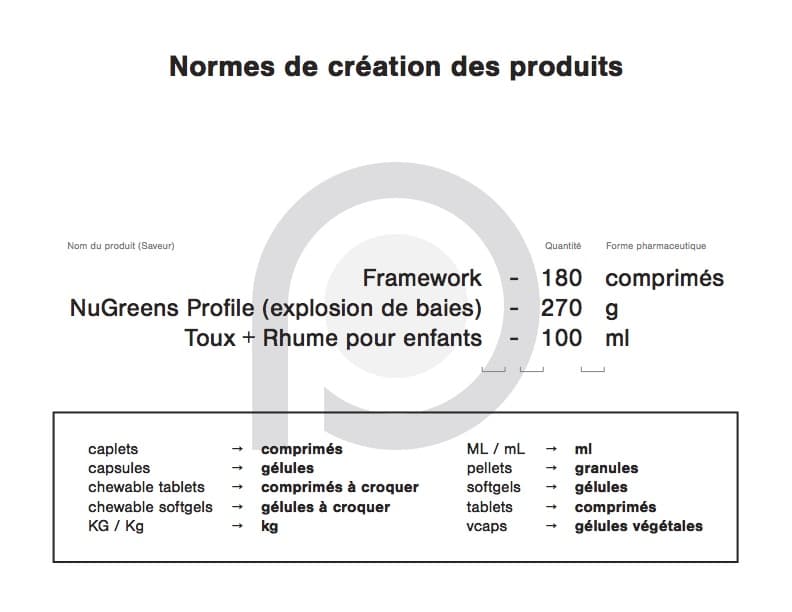 Normes de création des produits
Nom du produit (Saveur) Quantité Forme pharmaceutique
Framework - 180 comprimés
NuGreens Profile (explosion de baies) - 270 g
Toux + Rhume pour enfants - 100 ml
caplets → comprimés
capsules → gélules
chewable tablets → comprimés à croquer
chewable softgels → gélules à croquer
KG / Kg → kg
ML / mL → ml
pellets → granules
softgels → gélules
tablets → comprimés
vcaps → gélules végétales